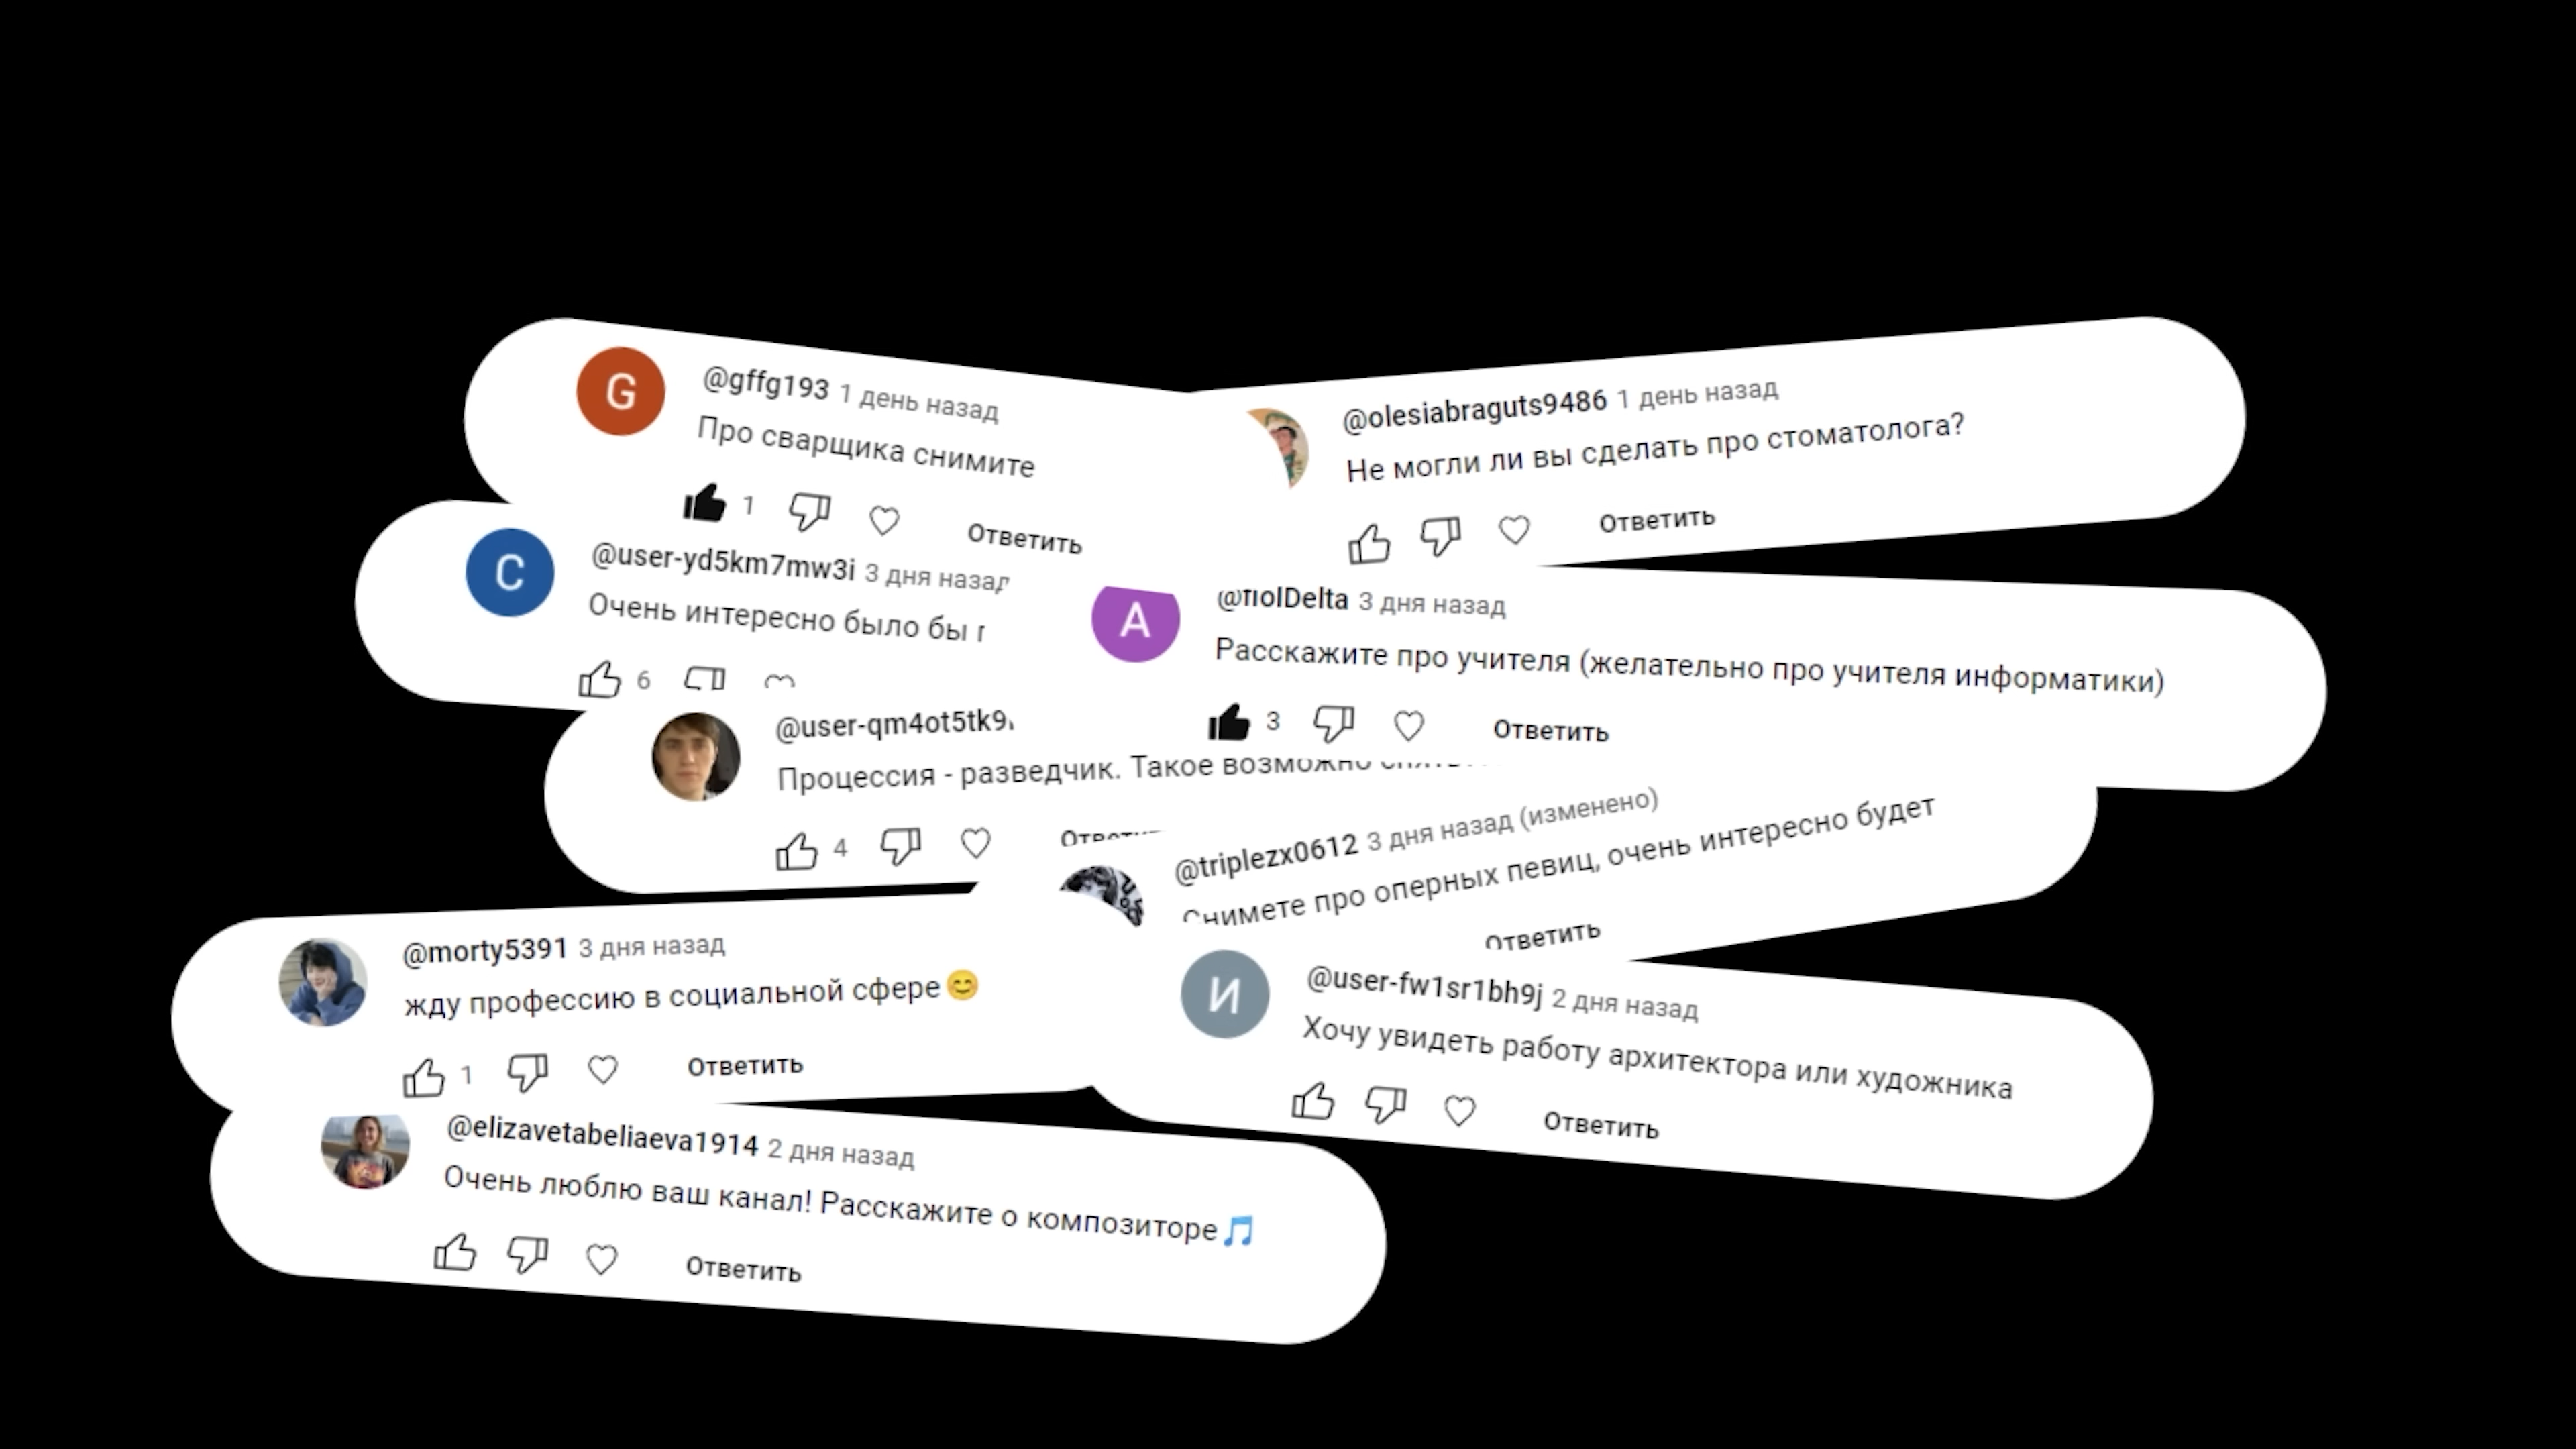 @gffg193 1 день назад
Про сварщика снимите
1 Ответить
@olesiabraguts9486 1 день назад
Не могли ли вы сделать про стоматолога?
Ответить
@user-yd5km7mw3i 3 дня назад
Очень интересно было бы
6
A
3 дня назад
Расскажите про учителя (желательно про учителя информатики)
3 Ответить
@user-qm4ot5tk9
Процессия - разведчик. Такое возможно
4 Ответить
@triplezx0612 3 дня назад (изменено)
Снимете про оперных певиц, очень интересно будет
Ответить
@morty5391 3 дня назад
жду профессию в социальной сфере😊
1 Ответить
И
@user-fw1sr1bh9j 2 дня назад
Хочу увидеть работу архитектора или художника
Ответить
@elizavetabeliaeva1914 2 дня назад
Очень люблю ваш канал! Расскажите о композиторе🎵
Ответить
G
C